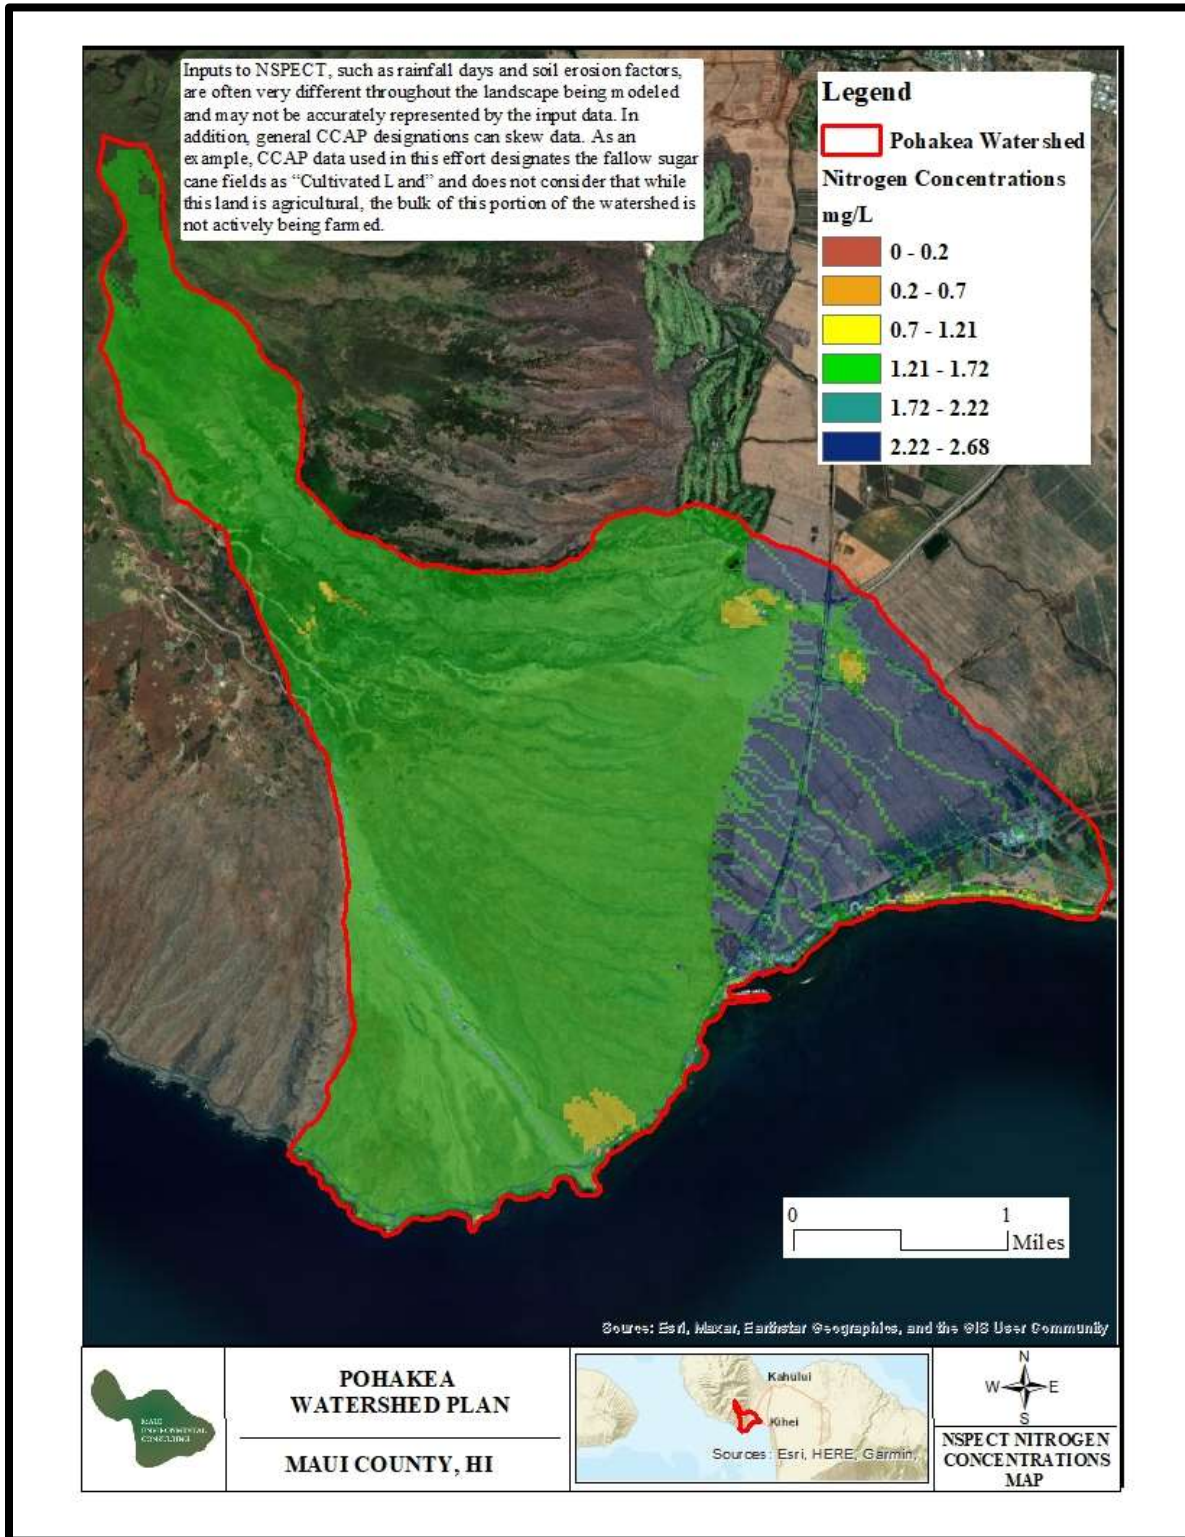 Inputs to NSPECT, such as rainfall days and soil erosion factors,
are often very different throughout the landscape being modeled
and may not be accurately represented by the input data. In
addition, general CCAP designations can skew data. As an
example, CCAP data used in this effort designates the fallow sugar
cane fields as “Cultivated Land” and does not consider that while
this land is agricultural, the bulk of this portion of the watershed is
not actively being farmed.
Legend
Pohakea Watershed
Nitrogen Concentrations
mg/L
0 - 0.2
0.2 - 0.7
0.7 - 1.21
1.21 - 1.72
1.72 - 2.22
2.22 - 2.68
0 1
Miles
Source: Esri, Maxar, Earthstar Geographics, and the GIS User Community
MAUI
ENVIRONMENTAL
CONSULTING
POHAKEA
WATERSHED PLAN
MAUI COUNTY, HI
Kahului
Kihei
Sources: Esri, HERE, Garmin,
N
W E
S
NSPECT NITROGEN
CONCENTRATIONS
MAP